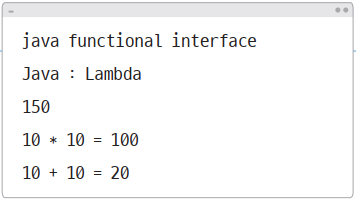 java functional interface
Java : Lambda
150
10 * 10 = 100
10 + 10 = 20